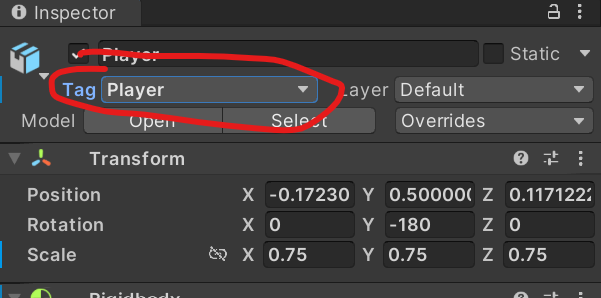 Inspector
Player
Static
Tag Player Layer Default
Model Open Select Overrides
Transform
Position X -0.17230 Y 0.500000 Z 0.1171222
Rotation X 0 Y -180 Z 0
Scale X 0.75 Y 0.75 Z 0.75
Rigidbody